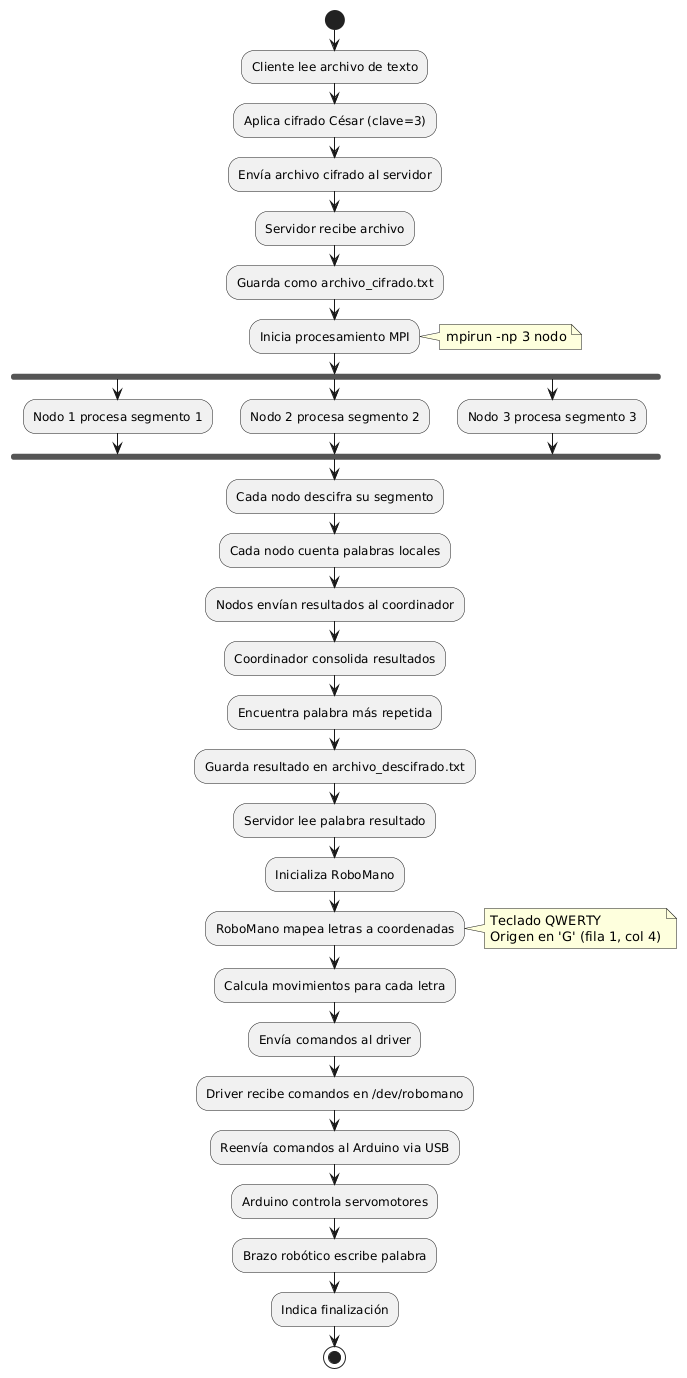 Cliente lee archivo de texto
Aplica cifrado César (clave=3)
Envía archivo cifrado al servidor
Servidor recibe archivo
Guarda como archivo_cifrado.txt
Inicia procesamiento MPI
mpirun -np 3 nodo
Nodo 1 procesa segmento 1
Nodo 2 procesa segmento 2
Nodo 3 procesa segmento 3
Cada nodo descifra su segmento
Cada nodo cuenta palabras locales
Nodos envían resultados al coordinador
Coordinador consolida resultados
Encuentra palabra más repetida
Guarda resultado en archivo_descifrado.txt
Servidor lee palabra resultado
Inicializa RoboMano
RoboMano mapea letras a coordenadas
Teclado QWERTY
Origen en 'G' (fila 1, col 4)
Calcula movimientos para cada letra
Envía comandos al driver
Driver recibe comandos en /dev/robomano
Reenvía comandos al Arduino via USB
Arduino controla servomotores
Brazo robótico escribe palabra
Indica finalización